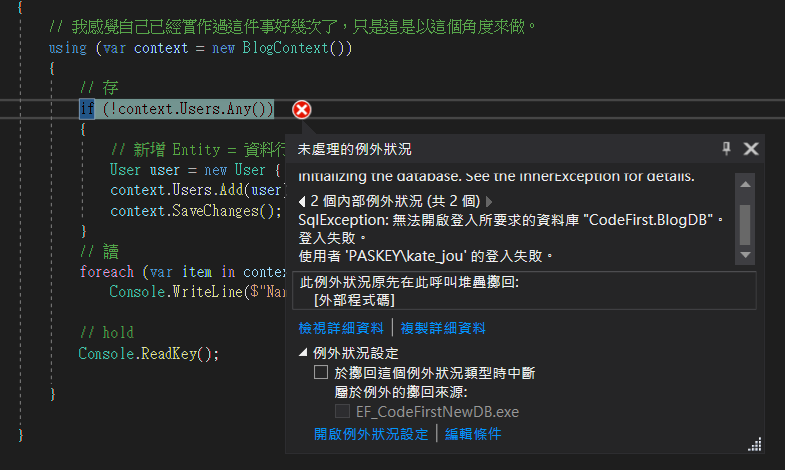 {
// 我感覺自己已經實作過這件事好幾次了，只是這是以這個角度來做。
using (var context = new BlogContext())
{
// 存
if (!context.Users.Any())
{
// 新增 Entity = 資料行
User user = new User {
context.Users.Add(user)
context.SaveChanges();
}
// 讀
foreach (var item in contex
Console.WriteLine($"Nam
// hold
Console.ReadKey();
}
}
未處理的例外狀況
initializing the database. See the InnerException for details.
2 個內部例外狀況 (共 2 個)
SqlException: 無法開啟登入所要求的資料庫 "CodeFirst.BlogDB"。
登入失敗。
使用者 'PASKEY\kate_jou' 的登入失敗。
此例外狀況原先在此呼叫堆疊擲回:
[外部程式碼]
檢視詳細資料 | 複製詳細資料
例外狀況設定
於擲回這個例外狀況類型時中斷
屬於例外的擲回來源:
EF_CodeFirstNewDB.exe
開啟例外狀況設定 | 編輯條件